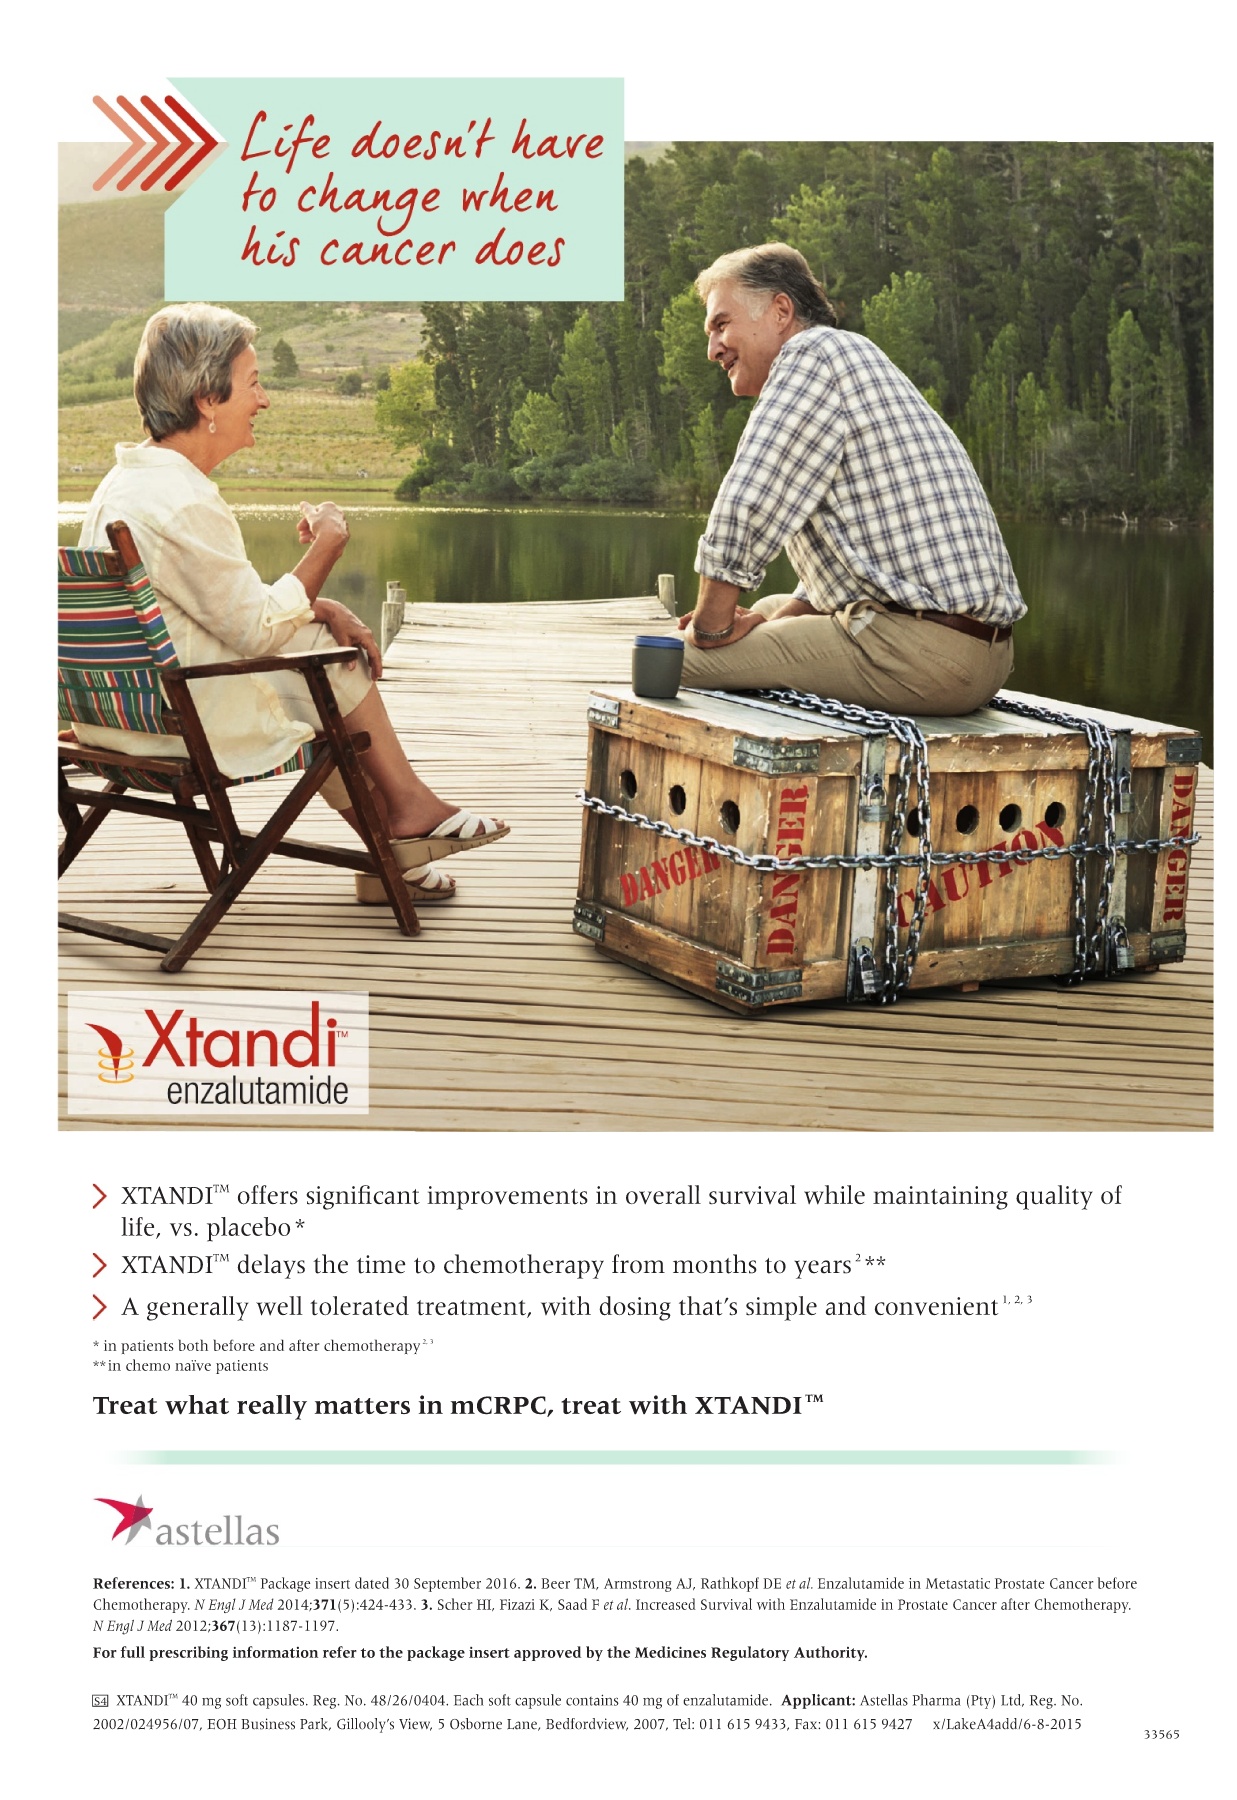 Life doesn't have
to change when
his cancer does
DANGER
DANGER
CAUTION
DANGER
Xtandi™
enzalutamide
XTANDI™ offers significant improvements in overall survival while maintaining quality of
life, vs. placebo*
XTANDI™ delays the time to chemotherapy from months to years²**
A generally well tolerated treatment, with dosing that's simple and convenient¹, ², ³
* in patients both before and after chemotherapy², ³
**in chemo naïve patients
Treat what really matters in mCRPC, treat with XTANDI™
astellas
References: 1. XTANDI™ Package insert dated 30 September 2016. 2. Beer TM, Armstrong AJ, Rathkopf DE et al. Enzalutamide in Metastatic Prostate Cancer before
Chemotherapy. N Engl J Med 2014;371(5):424-433. 3. Scher HI, Fizazi K, Saad F et al. Increased Survival with Enzalutamide in Prostate Cancer after Chemotherapy.
N Engl J Med 2012;367(13):1187-1197.
For full prescribing information refer to the package insert approved by the Medicines Regulatory Authority.
S4 XTANDI™ 40 mg soft capsules. Reg. No. 48/26/0404. Each soft capsule contains 40 mg of enzalutamide. Applicant: Astellas Pharma (Pty) Ltd, Reg. No.
2002/024956/07, EOH Business Park, Gillooly's View, 5 Osborne Lane, Bedfordview, 2007, Tel: 011 615 9433, Fax: 011 615 9427 x/LakeA4add/6-8-2015
33565